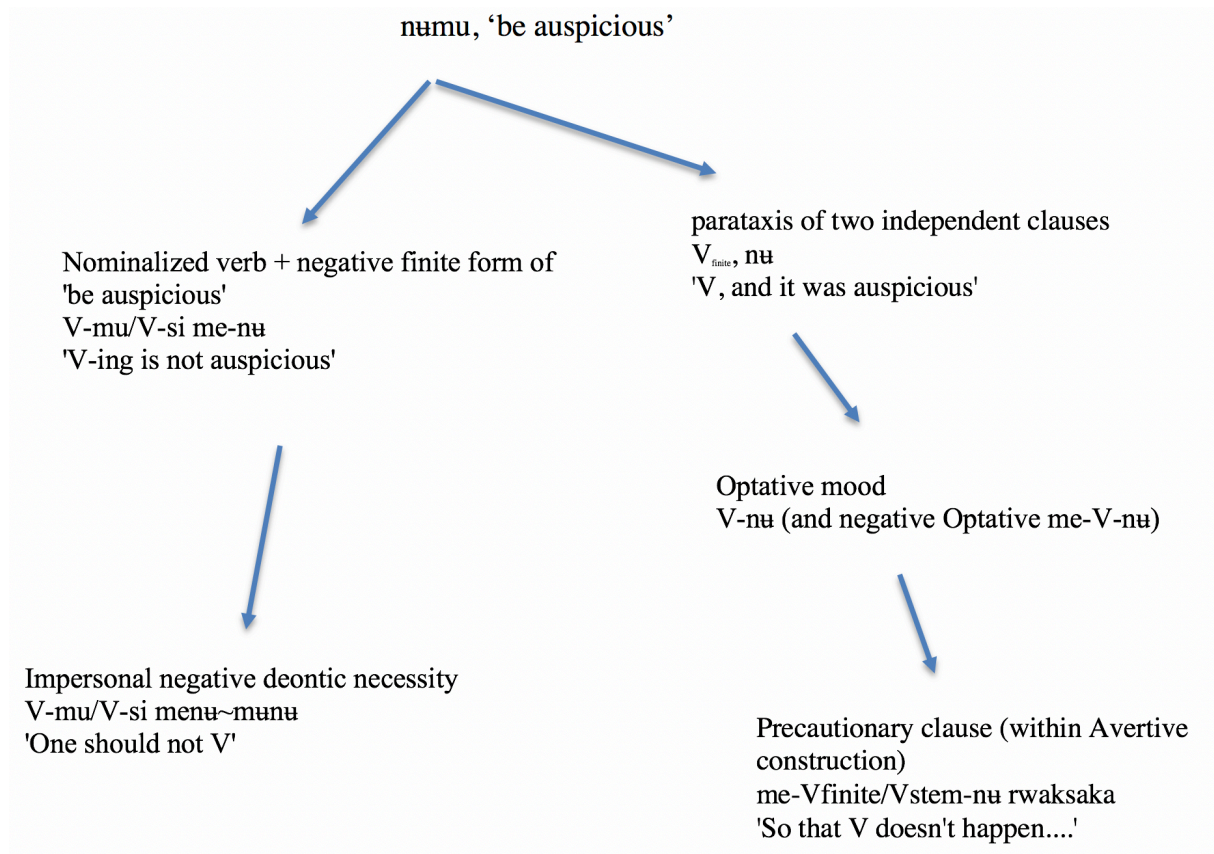 nʉmu, ‘be auspicious’
Nominalized verb + negative finite form of
'be auspicious'
V-mu/V-si me-nʉ
'V-ing is not auspicious'
parataxis of two independent clauses
V finite, nʉ
'V, and it was auspicious'
Optative mood
V-nʉ (and negative Optative me-V-nʉ)
Impersonal negative deontic necessity
V-mu/V-si menʉ~mʉnʉ
'One should not V'
Precautionary clause (within Avertive
construction)
me-Vfinite/Vstem-nʉ rwaksaka
'So that V doesn't happen....'